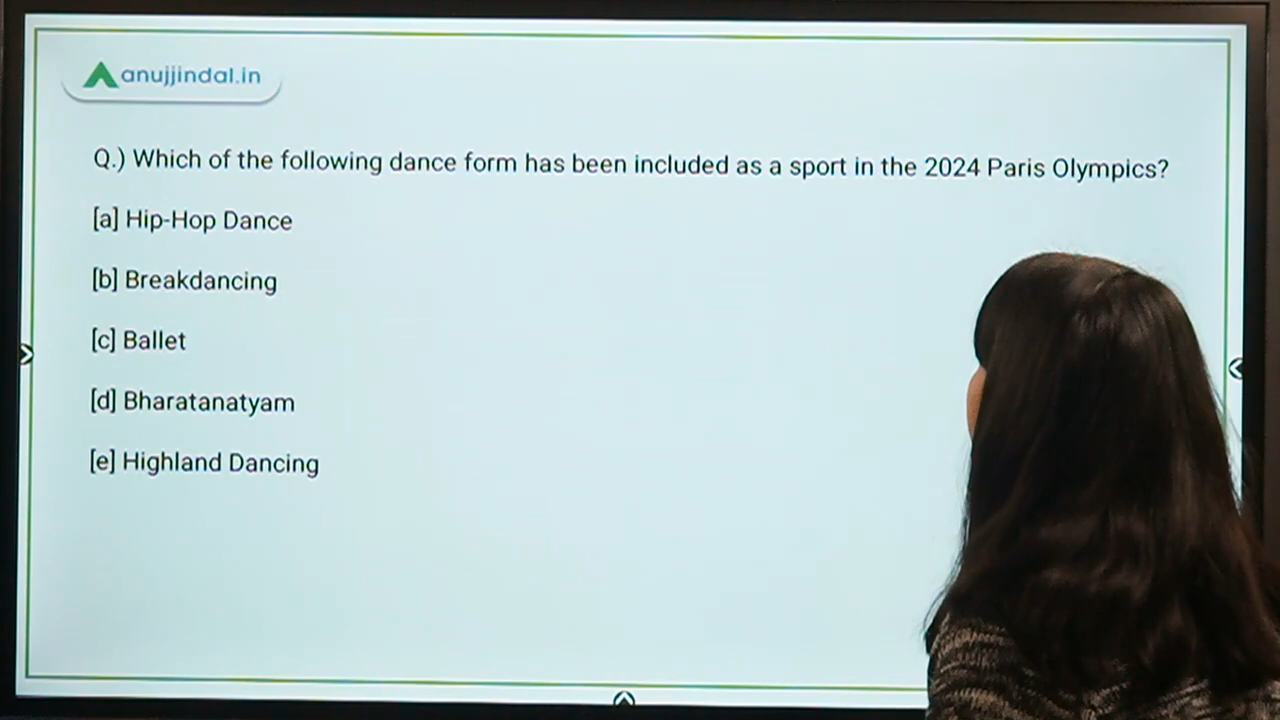 anujjindal.in
Q.) Which of the following dance form has been included as a sport in the 2024 Paris Olympics?
[a] Hip-Hop Dance
[b] Breakdancing
[c] Ballet
[d] Bharatanatyam
[e] Highland Dancing